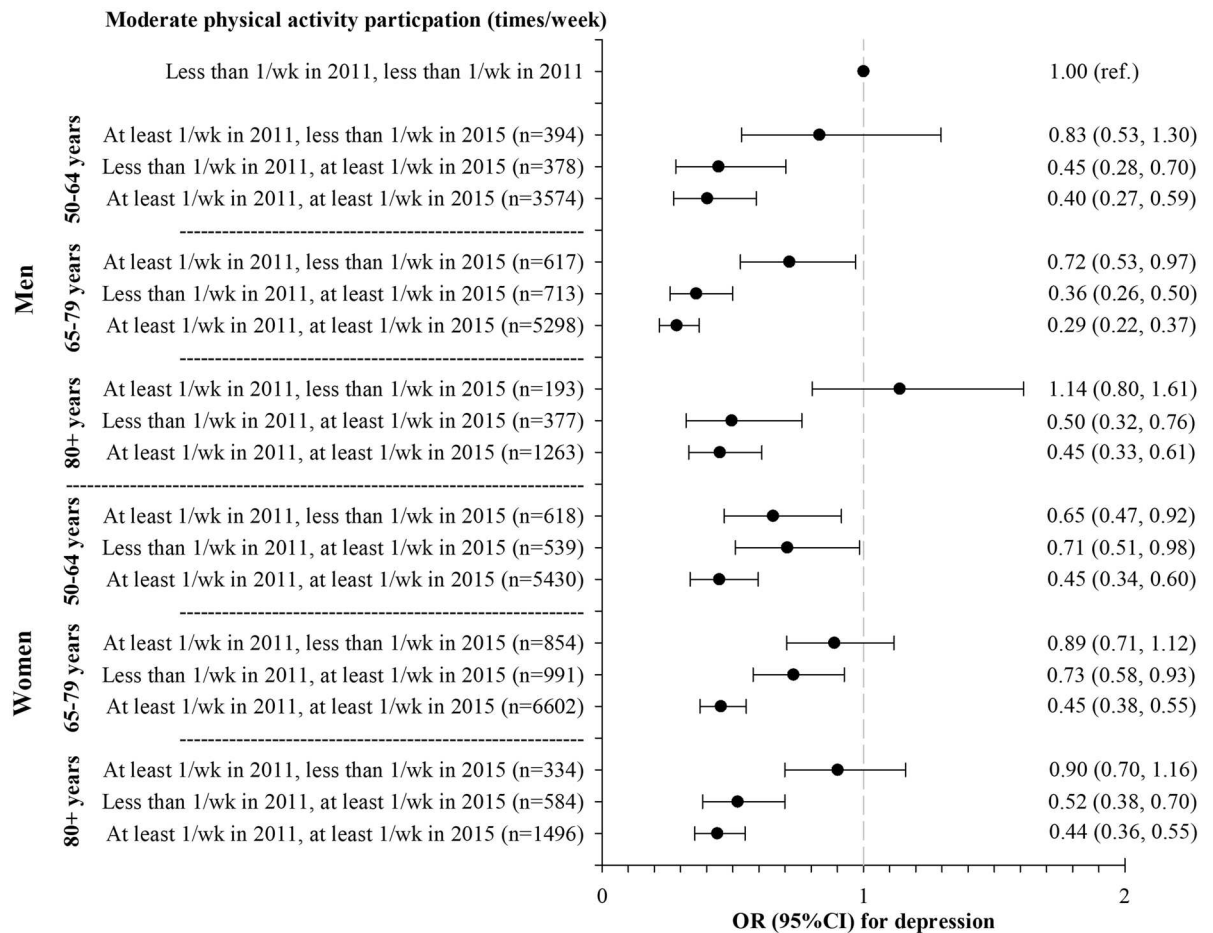 Moderate physical activity particpation (times/week)
Less than 1/wk in 2011, less than 1/wk in 2011 1.00 (ref.)
Men
50-64 years
At least 1/wk in 2011, less than 1/wk in 2015 (n=394) 0.83 (0.53, 1.30)
Less than 1/wk in 2011, at least 1/wk in 2015 (n=378) 0.45 (0.28, 0.70)
At least 1/wk in 2011, at least 1/wk in 2015 (n=3574) 0.40 (0.27, 0.59)
65-79 years
At least 1/wk in 2011, less than 1/wk in 2015 (n=617) 0.72 (0.53, 0.97)
Less than 1/wk in 2011, at least 1/wk in 2015 (n=713) 0.36 (0.26, 0.50)
At least 1/wk in 2011, at least 1/wk in 2015 (n=5298) 0.29 (0.22, 0.37)
80+ years
At least 1/wk in 2011, less than 1/wk in 2015 (n=193) 1.14 (0.80, 1.61)
Less than 1/wk in 2011, at least 1/wk in 2015 (n=377) 0.50 (0.32, 0.76)
At least 1/wk in 2011, at least 1/wk in 2015 (n=1263) 0.45 (0.33, 0.61)
Women
50-64 years
At least 1/wk in 2011, less than 1/wk in 2015 (n=618) 0.65 (0.47, 0.92)
Less than 1/wk in 2011, at least 1/wk in 2015 (n=539) 0.71 (0.51, 0.98)
At least 1/wk in 2011, at least 1/wk in 2015 (n=5430) 0.45 (0.34, 0.60)
65-79 years
At least 1/wk in 2011, less than 1/wk in 2015 (n=854) 0.89 (0.71, 1.12)
Less than 1/wk in 2011, at least 1/wk in 2015 (n=991) 0.73 (0.58, 0.93)
At least 1/wk in 2011, at least 1/wk in 2015 (n=6602) 0.45 (0.38, 0.55)
80+ years
At least 1/wk in 2011, less than 1/wk in 2015 (n=334) 0.90 (0.70, 1.16)
Less than 1/wk in 2011, at least 1/wk in 2015 (n=584) 0.52 (0.38, 0.70)
At least 1/wk in 2011, at least 1/wk in 2015 (n=1496) 0.44 (0.36, 0.55)
0 1 2
OR (95%CI) for depression